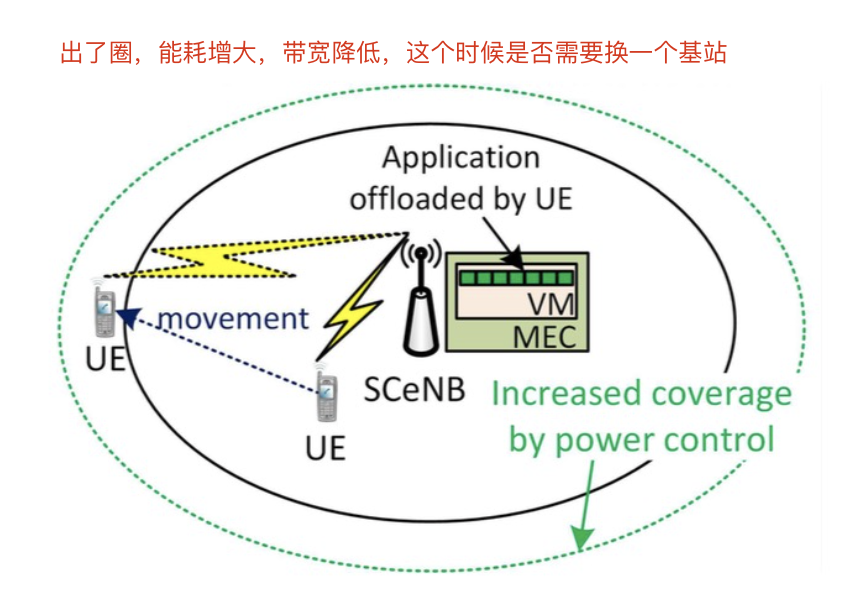 出了圈，能耗增大，带宽降低，这个时候是否需要换一个基站
Application
offloaded by UE
VM
MEC
movement
UE
SCeNB
UE
Increased coverage
by power control